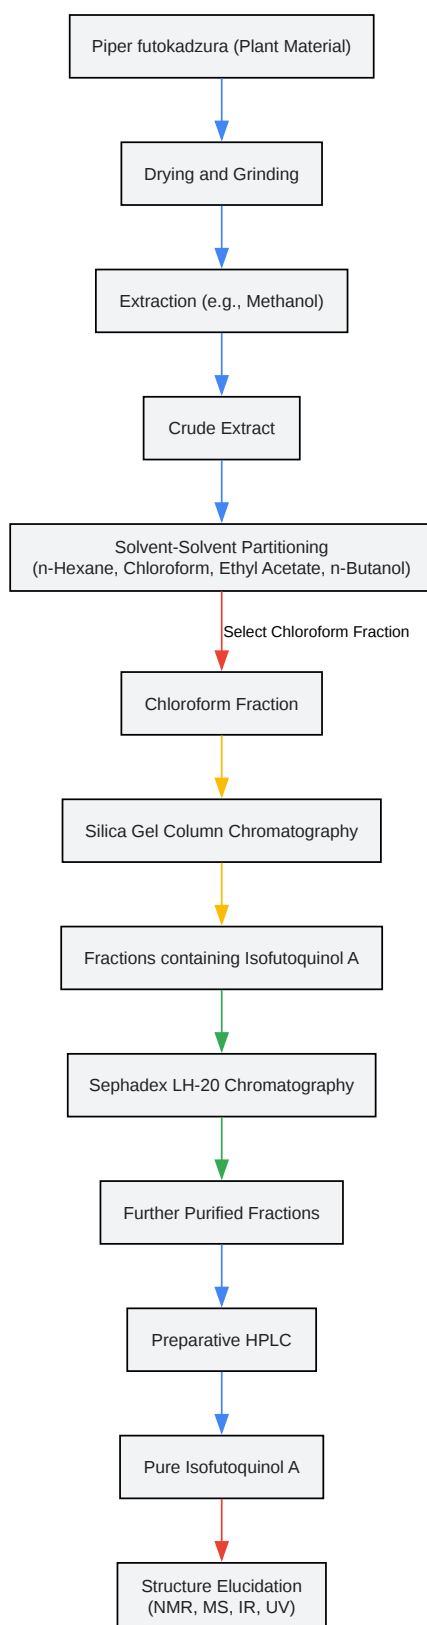 Piper futokadzura (Plant Material)
Drying and Grinding
Extraction (e.g., Methanol)
Crude Extract
Solvent-Solvent Partitioning
(n-Hexane, Chloroform, Ethyl Acetate, n-Butanol)
Select Chloroform Fraction
Chloroform Fraction
Silica Gel Column Chromatography
Fractions containing Isofutoquinol A
Sephadex LH-20 Chromatography
Further Purified Fractions
Preparative HPLC
Pure Isofutoquinol A
Structure Elucidation
(NMR, MS, IR, UV)